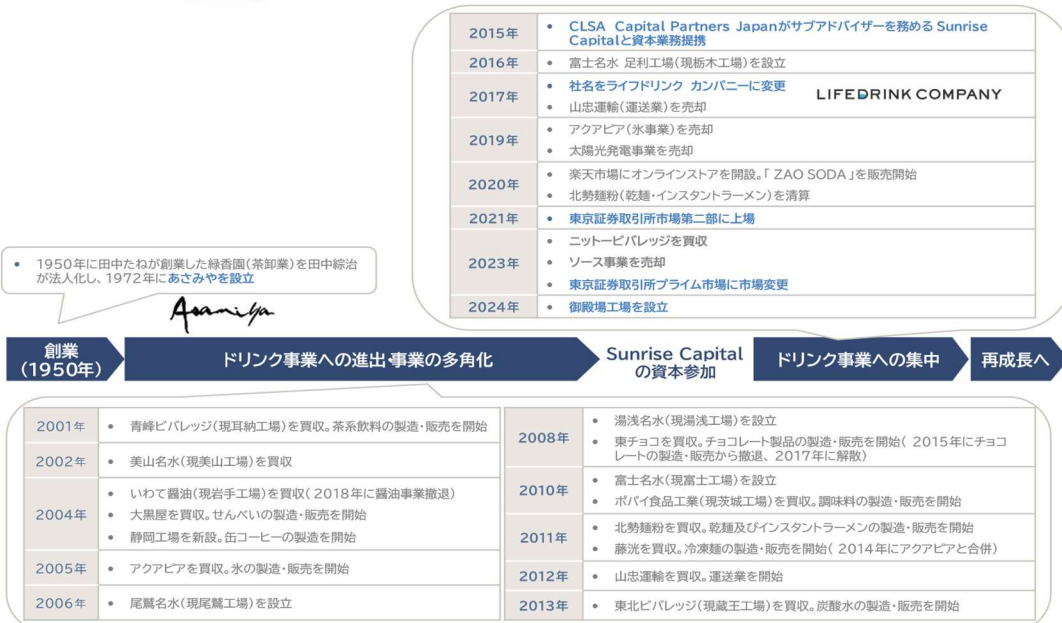 2015年
• CLSA Capital Partners Japanがサブアドバイザーを務める Sunrise
Capitalと資本業務提携
2016年
• 富士名水 足利工場(現栃木工場)を設立
2017年
• 社名をライフドリンク カンパニーに変更
LIFEDRINK COMPANY
• 山忠運輸(運送業)を売却
2019年
• アクアピア(氷事業)を売却
• 太陽光発電事業を売却
2020年
• 楽天市場にオンラインストアを開設。「 ZAO SODA 」を販売開始
• 北勢麺粉(乾麺・インスタントラーメン)を清算
2021年
• 東京証券取引所市場第二部に上場
2023年
• ニットービバレッジを買収
• ソース事業を売却
• 東京証券取引所プライム市場に市場変更
2024年
• 御殿場工場を設立
• 1950年に田中たねが創業した緑香園(茶卸業)を田中綜治
が法人化し、1972年にあさみやを設立
Asamiya
創業
(1950年)
ドリンク事業への進出・事業の多角化
Sunrise Capital
の資本参加
ドリンク事業への集中
再成長へ
2001年
• 青峰ビバレッジ(現耳納工場)を買収。茶系飲料の製造・販売を開始
2002年
• 美山名水(現美山工場)を買収
2004年
• いわて醤油(現岩手工場)を買収( 2018年に醤油事業撤退)
• 大黒屋を買収。せんべいの製造・販売を開始
• 静岡工場を新設。缶コーヒーの製造を開始
2005年
• アクアピアを買収。氷の製造・販売を開始
2006年
• 尾鷲名水(現尾鷲工場)を設立
2008年
• 湯浅名水(現湯浅工場)を設立
• 東チョコを買収。チョコレート製品の製造・販売を開始( 2015年にチョコ
レートの製造・販売から撤退、2017年に解散)
2010年
• 富士名水(現富士工場)を設立
• ポパイ食品工業(現茨城工場)を買収。調味料の製造・販売を開始
2011年
• 北勢麺粉を買収。乾麺及びインスタントラーメンの製造・販売を開始
• 藤洸を買収。冷凍麺の製造・販売を開始( 2014年にアクアピアと合併)
2012年
• 山忠運輸を買収。運送業を開始
2013年
• 東北ビバレッジ(現蔵王工場)を買収。炭酸水の製造・販売を開始